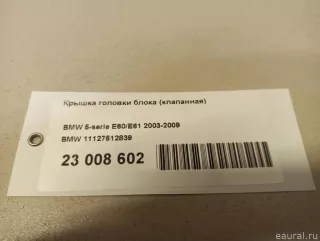 Крышка головки блока (клапанная)
BMW 5-serie E60/E61 2003-2009
BMW 11127512839
23 008 602
eaural.ru